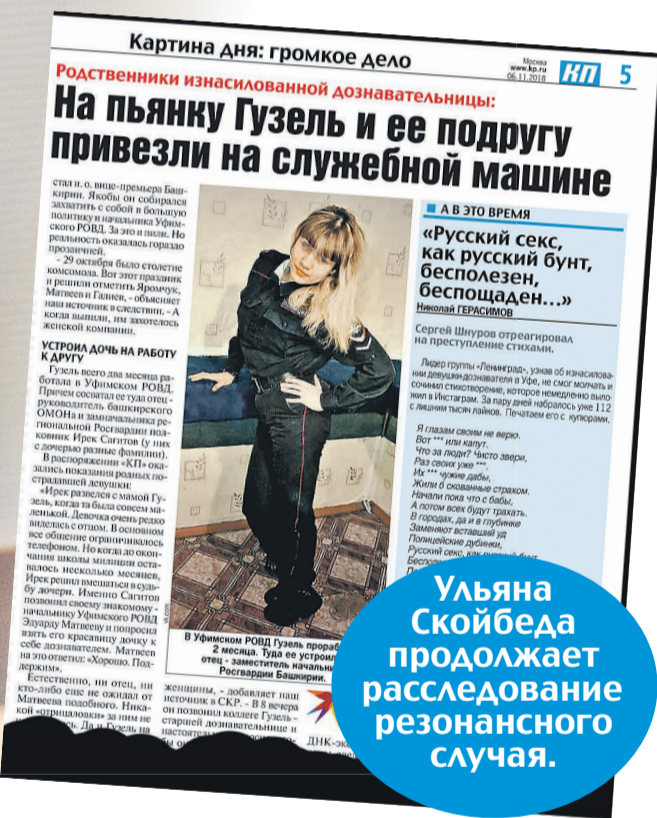 Картина дня: громкое дело
Москва
www.kp.ru
06.11.2018
КП 5
Родственники изнасилованной дознавательницы:
На пьянку Гузель и ее подругу
привезли на служебной машине
стал и. о. вице-премьера Баш-
кирии. Якобы он собирался
захватить с собой в большую
политику и начальника Уфим-
ского РОВД. За это и пили. Но
реальность оказалась гораздо
прозаичней.
- 29 октября было столетие
комсомола. Вот этот праздник
и решили отметить Яромчук,
Матвеев и Галиев, - объясняет
наш источник в следствии. - А
когда выпили, им захотелось
женской компании.
УСТРОИЛ ДОЧЬ НА РАБОТУ
К ДРУГУ
Гузель всего два месяца ра-
ботала в Уфимском РОВД.
Причем сосватал ее туда отец -
руководитель башкирского
ОМОНа и замначальника ре-
гиональной Росгвардии пол-
ковник Ирек Сагитов (у них
с дочерью разные фамилии).
В распоряжении «КП» ока-
зались показания родных по-
страдавшей девушки:
«Ирек развелся с мамой Гу-
зель, когда та была совсем ма-
ленькой. Девочка очень редко
виделась с отцом. В основном
все общение ограничивалось
телефоном. Но когда до окон-
чания школы милиции оста-
валось несколько месяцев,
Ирек решил вмешаться в судь-
бу дочери. Именно Сагитов
позвонил своему знакомому -
начальнику Уфимского РОВД
Эдуарду Матвееву и попросил
взять его красавицу дочку к
себе дознавателем. Матвеев
на это ответил: «Хорошо. Под-
держим».
Естественно, ни отец, ни
кто-либо еще не ожидал от
Матвеева подобного. Ника-
кой «отрицаловки» за ним не
Да и Гузель на
vk.com
В Уфимском РОВД Гузель прораб
2 месяца. Туда ее устроил
отец - заместитель начальни
Росгвардии Башкирии.
женщины, - добавляет наш
источник в СКР. - В 8 вечера
он позвонил коллеге Гузель -
старшей дознавательнице и
ДНК-экс
А В ЭТО ВРЕМЯ
«Русский секс,
как русский бунт,
бесполезен,
беспощаден...»
Николай ГЕРАСИМОВ
Сергей Шнуров отреагировал
на преступление стихами.
Лидер группы «Ленинград», узнав об изнасилова-
нии девушки-дознавателя в Уфе, не смог молчать и
сочинил стихотворение, которое немедленно выло-
жил в Инстаграм. За пару дней набралось уже 112
с лишним тысяч лайков. Печатаем его с купюрами.
Я глазам своим не верю.
Вот *** или капут.
Что за люди? Чисто звери,
Раз своих уже ***.
Их *** чужие дабы,
Жили б скованные страхом.
Начали пока что с бабы,
А потом всех будут трахать.
В городах, да и в глубинке
Заменяют вставший уд
Полицейские дубинки,
Русский секс, как русский бунт
Ульяна
Скойбеда
продолжает
расследование
резонансного
случая.